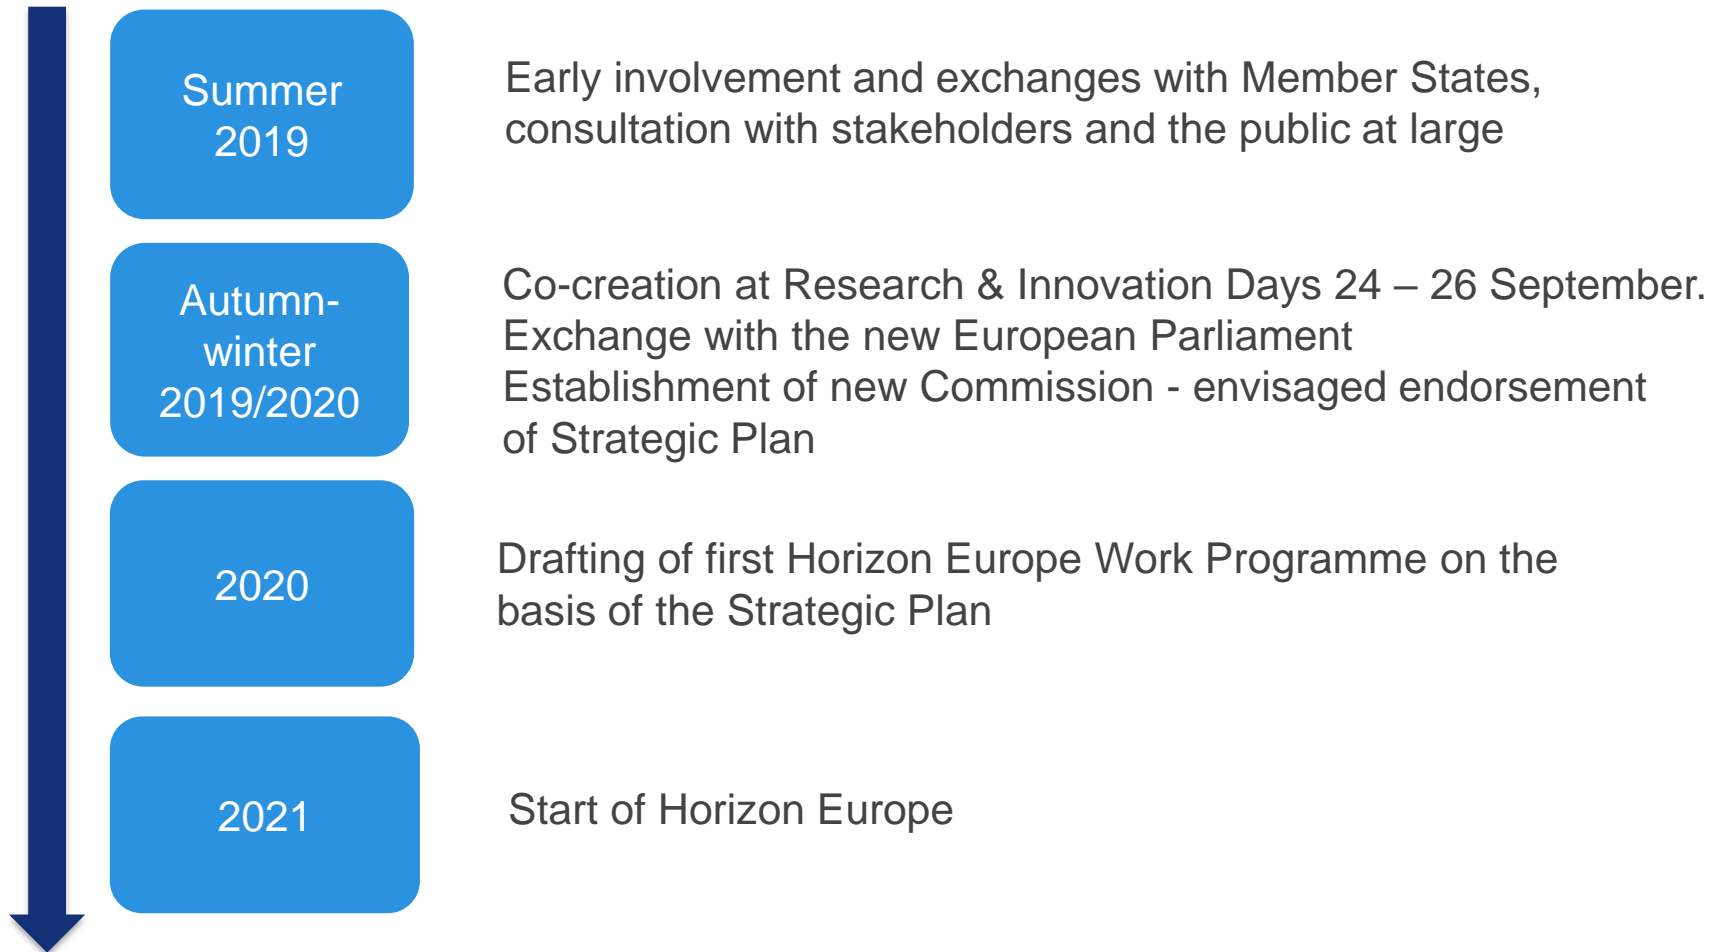 Summer
2019
Early involvement and exchanges with Member States,
consultation with stakeholders and the public at large
Autumn-
winter
2019/2020
Co-creation at Research & Innovation Days 24 – 26 September.
Exchange with the new European Parliament
Establishment of new Commission - envisaged endorsement
of Strategic Plan
2020
Drafting of first Horizon Europe Work Programme on the
basis of the Strategic Plan
2021
Start of Horizon Europe